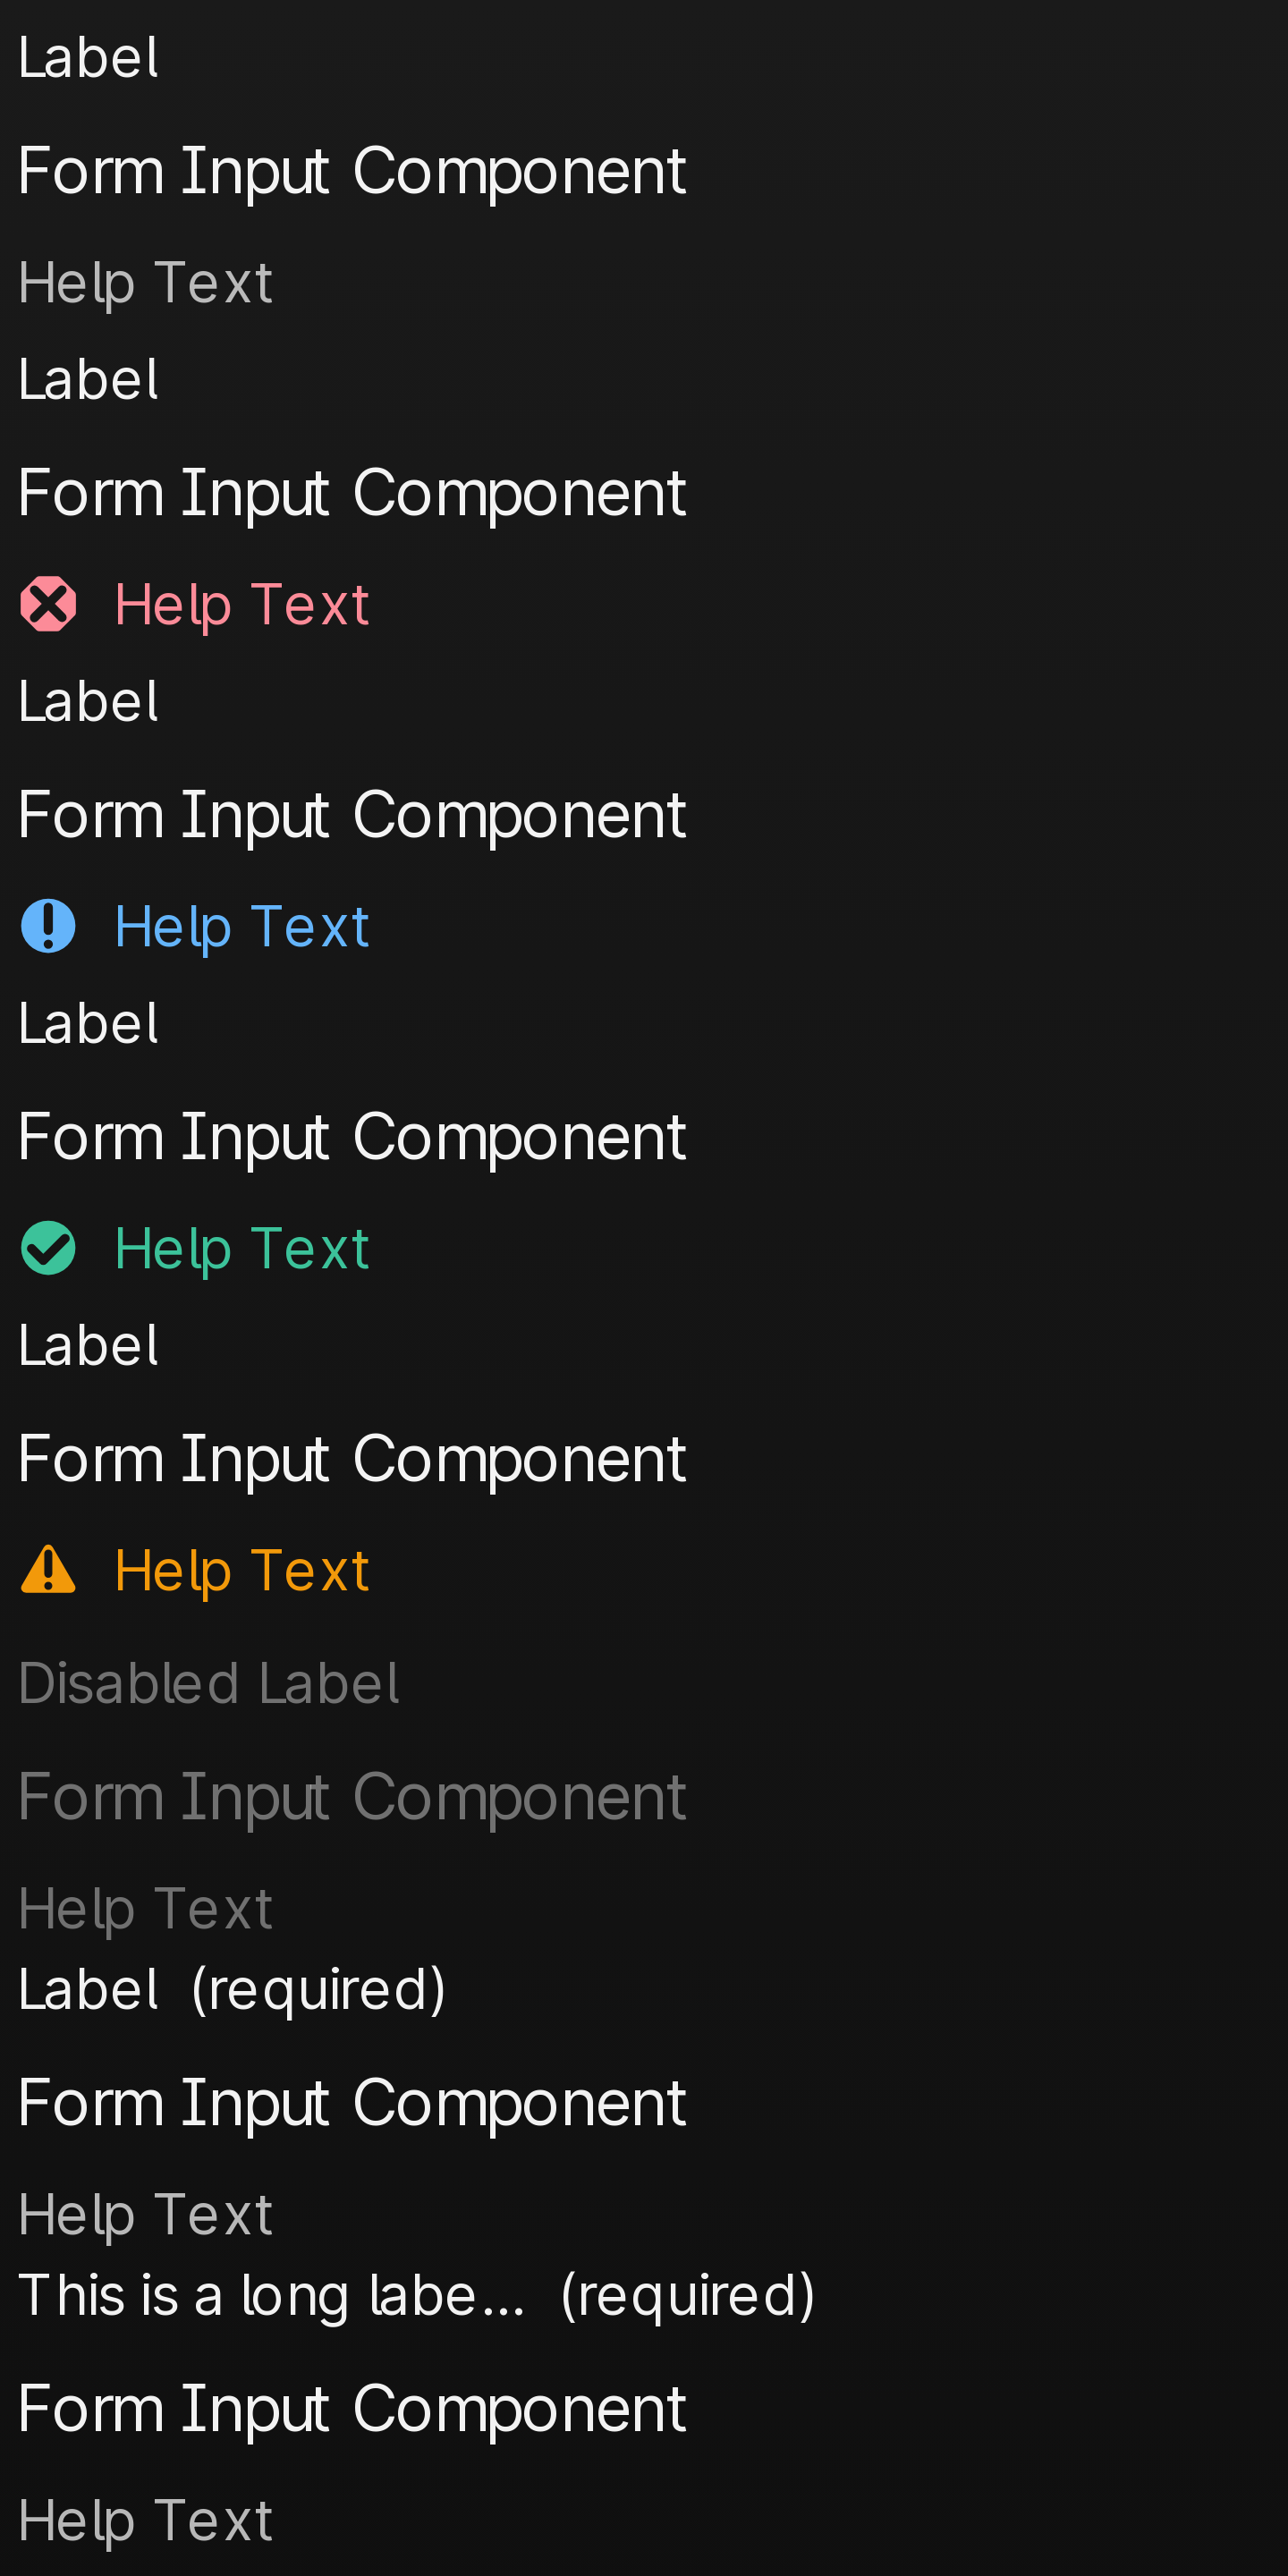 Label
Form Input Component
Help Text
Label
Form Input Component
Help Text
Label
Form Input Component
Help Text
Label
Form Input Component
Help Text
Label
Form Input Component
Help Text
Disabled Label
Form Input Component
Help Text
Label (required)
Form Input Component
Help Text
This is a long labe... (required)
Form Input Component
Help Text